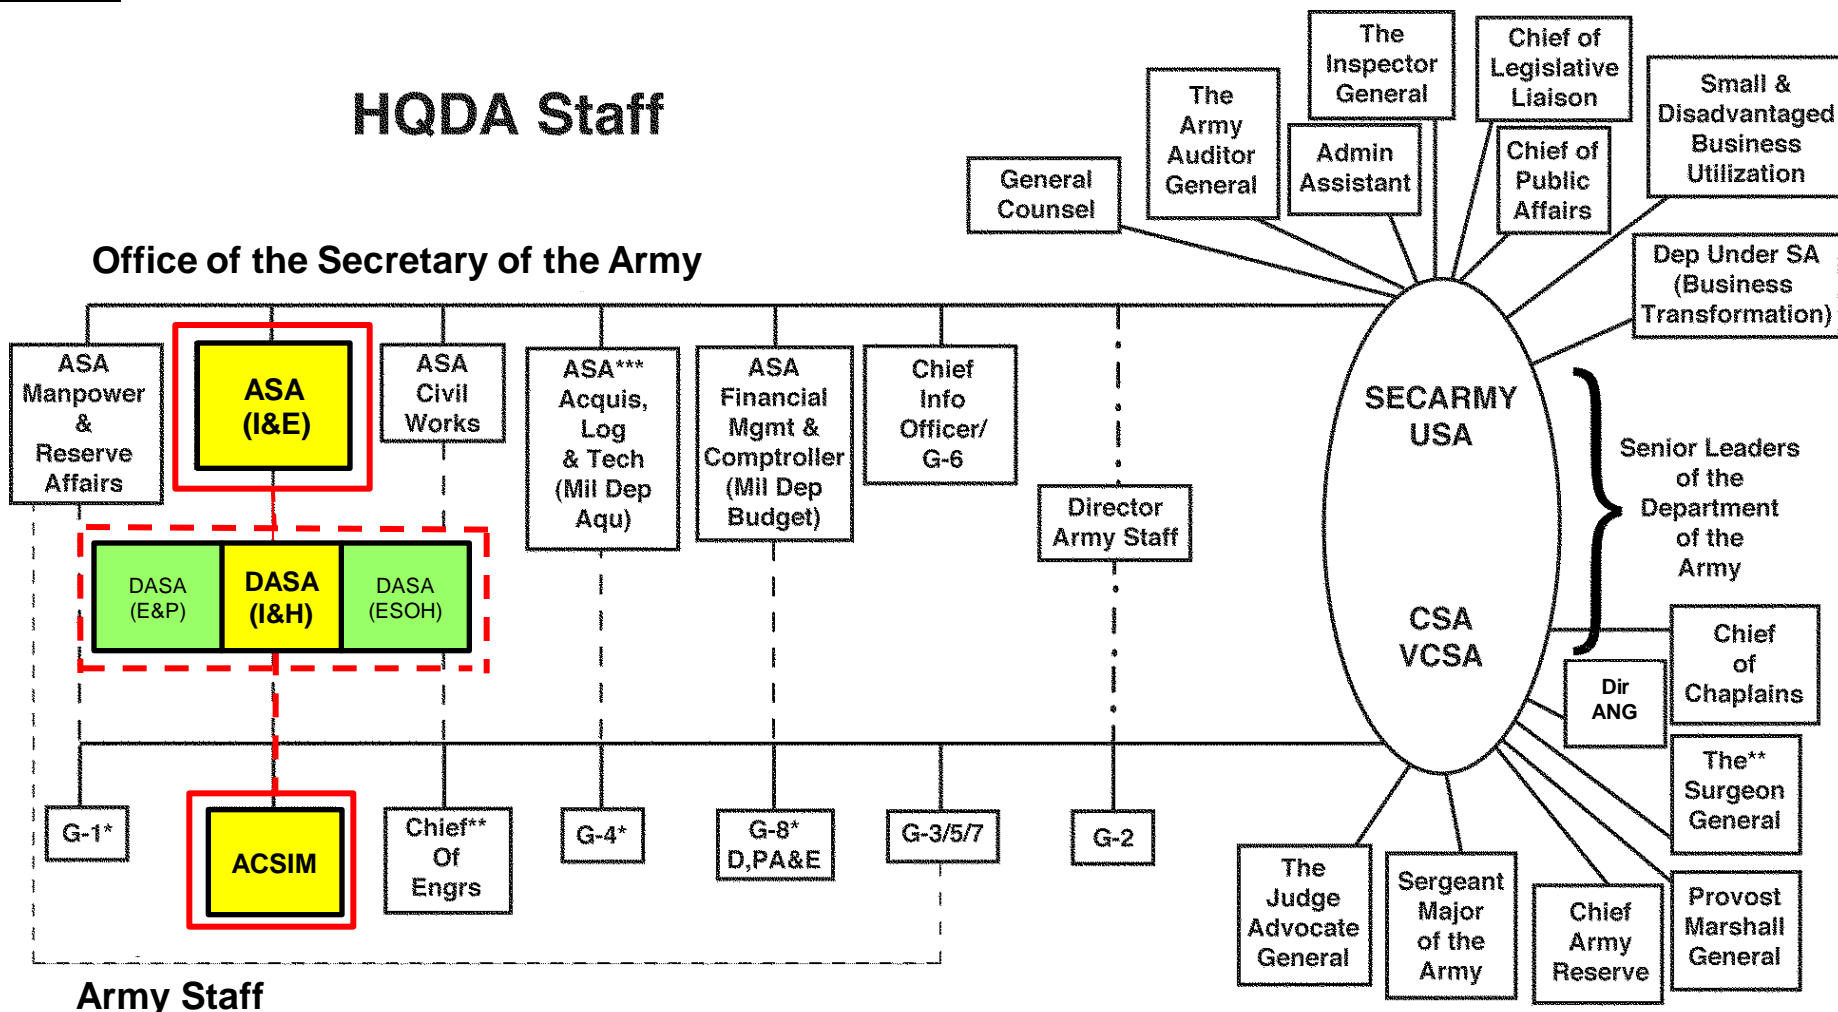 HQDA Staff
The
Inspector
General
Chief of
Legislative
Liaison
Small &
Disadvantaged
Business
Utilization
The
Army
Auditor
General
Admin
Assistant
Chief of
Public
Affairs
General
Counsel
Dep Under SA
(Business
Transformation)
Office of the Secretary of the Army
ASA
Manpower
&
Reserve
Affairs
ASA
(I&E)
ASA
Civil
Works
ASA***
Acquis,
Log
& Tech
(Mil Dep
Aqu)
ASA
Financial
Mgmt &
Comptroller
(Mil Dep
Budget)
Chief
Info
Officer/
G-6
Director
Army Staff
SECARMY
USA
CSA
VCSA
Senior Leaders
of the
Department
of the
Army
DASA
(E&P)
DASA
(I&H)
DASA
(ESOH)
Chief
of
Chaplains
Dir
ANG
The**
Surgeon
General
Provost
Marshall
General
Chief
Army
Reserve
Sergeant
Major
of the
Army
The
Judge
Advocate
General
G-1*
ACSIM
Chief**
Of
Engrs
G-4*
G-8*
D,PA&E
G-3/5/7
G-2
Army Staff